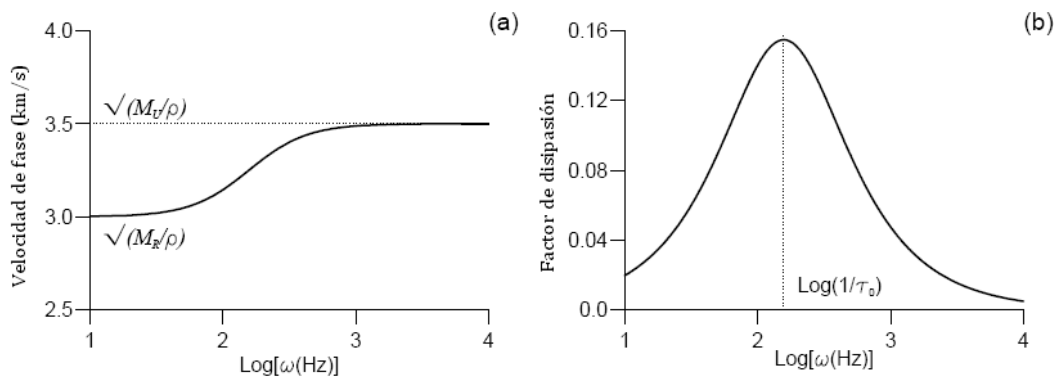 (a)
4.0
3.5
3.0
2.5
Velocidad de fase (km/s)
√(M_U/ρ)
√(M_R/ρ)
1 2 3 4
Log[ω(Hz)]
(b)
0.16
0.12
0.08
0.04
0.0
Factor de disipasión
Log(1/τ₀)
1 2 3 4
Log[ω(Hz)]